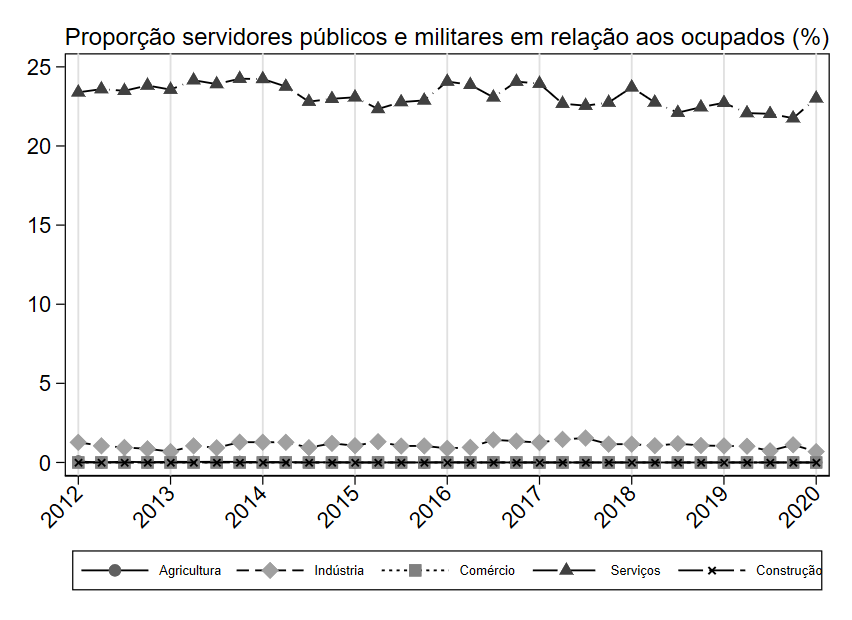 Proporção servidores públicos e militares em relação aos ocupados (%)
25
20
15
10
5
0
2012 2013 2014 2015 2016 2017 2018 2019 2020
Agricultura Indústria Comércio Serviços Construção